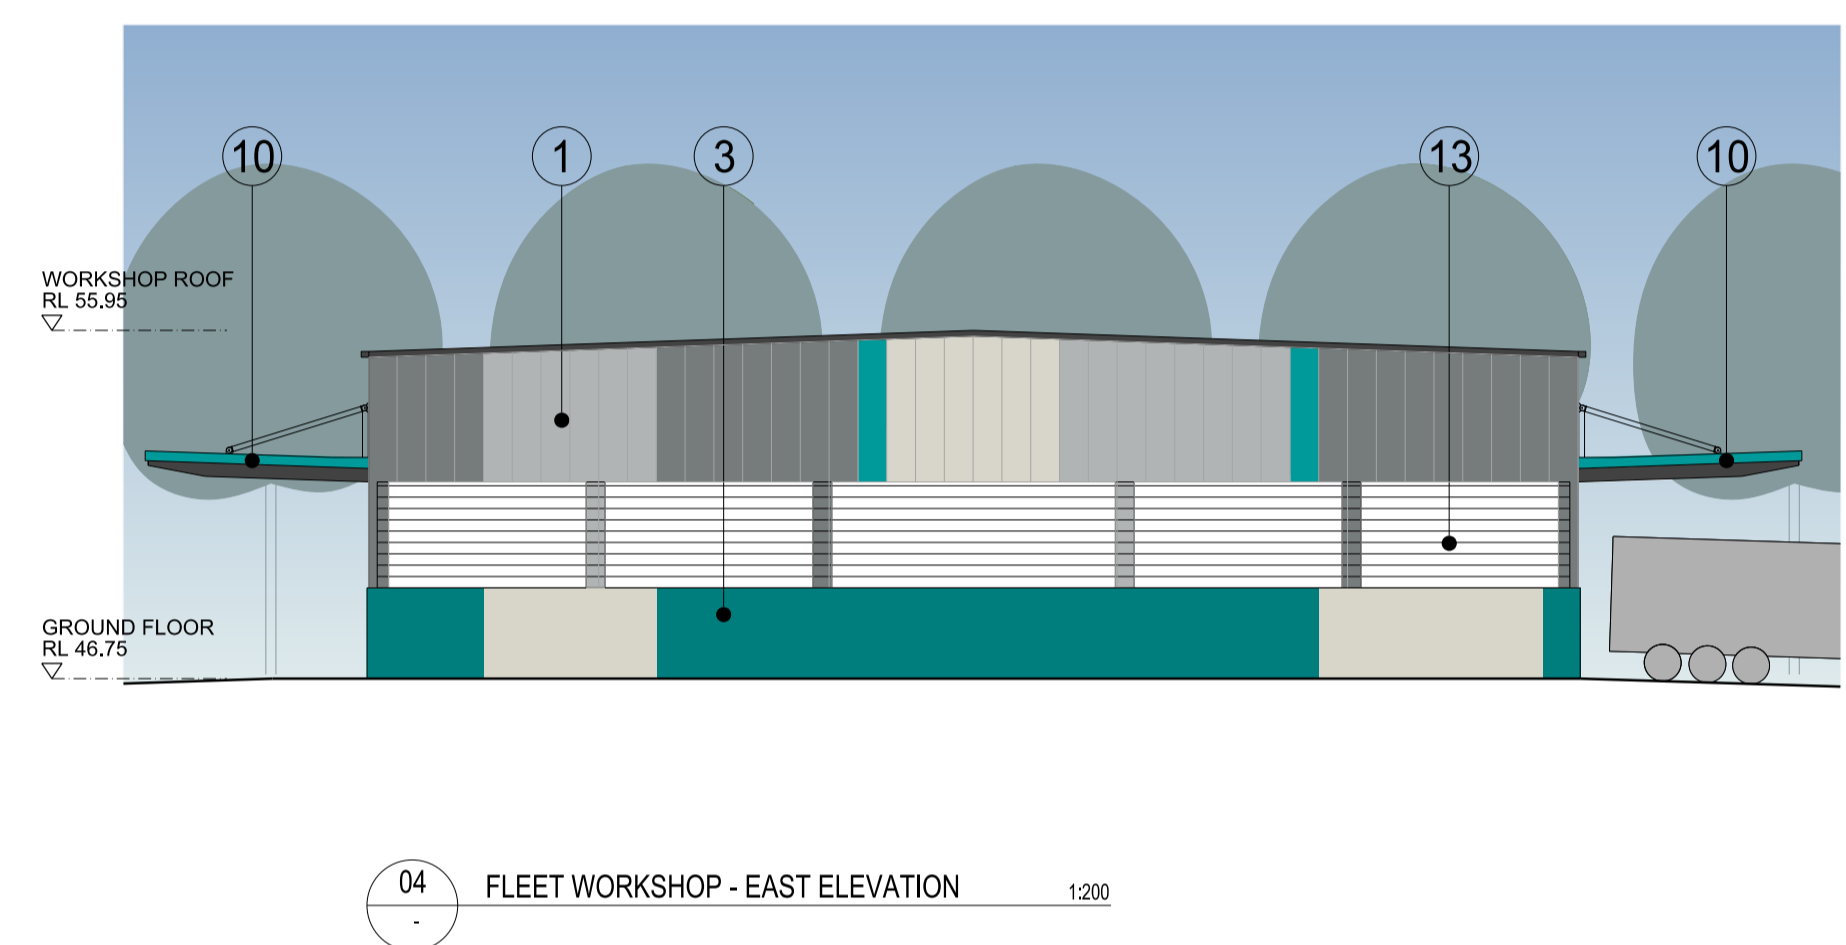 10
1
3
13
10
WORKSHOP ROOF
RL 55.95
GROUND FLOOR
RL 46.75
04
-
FLEET WORKSHOP - EAST ELEVATION
1:200